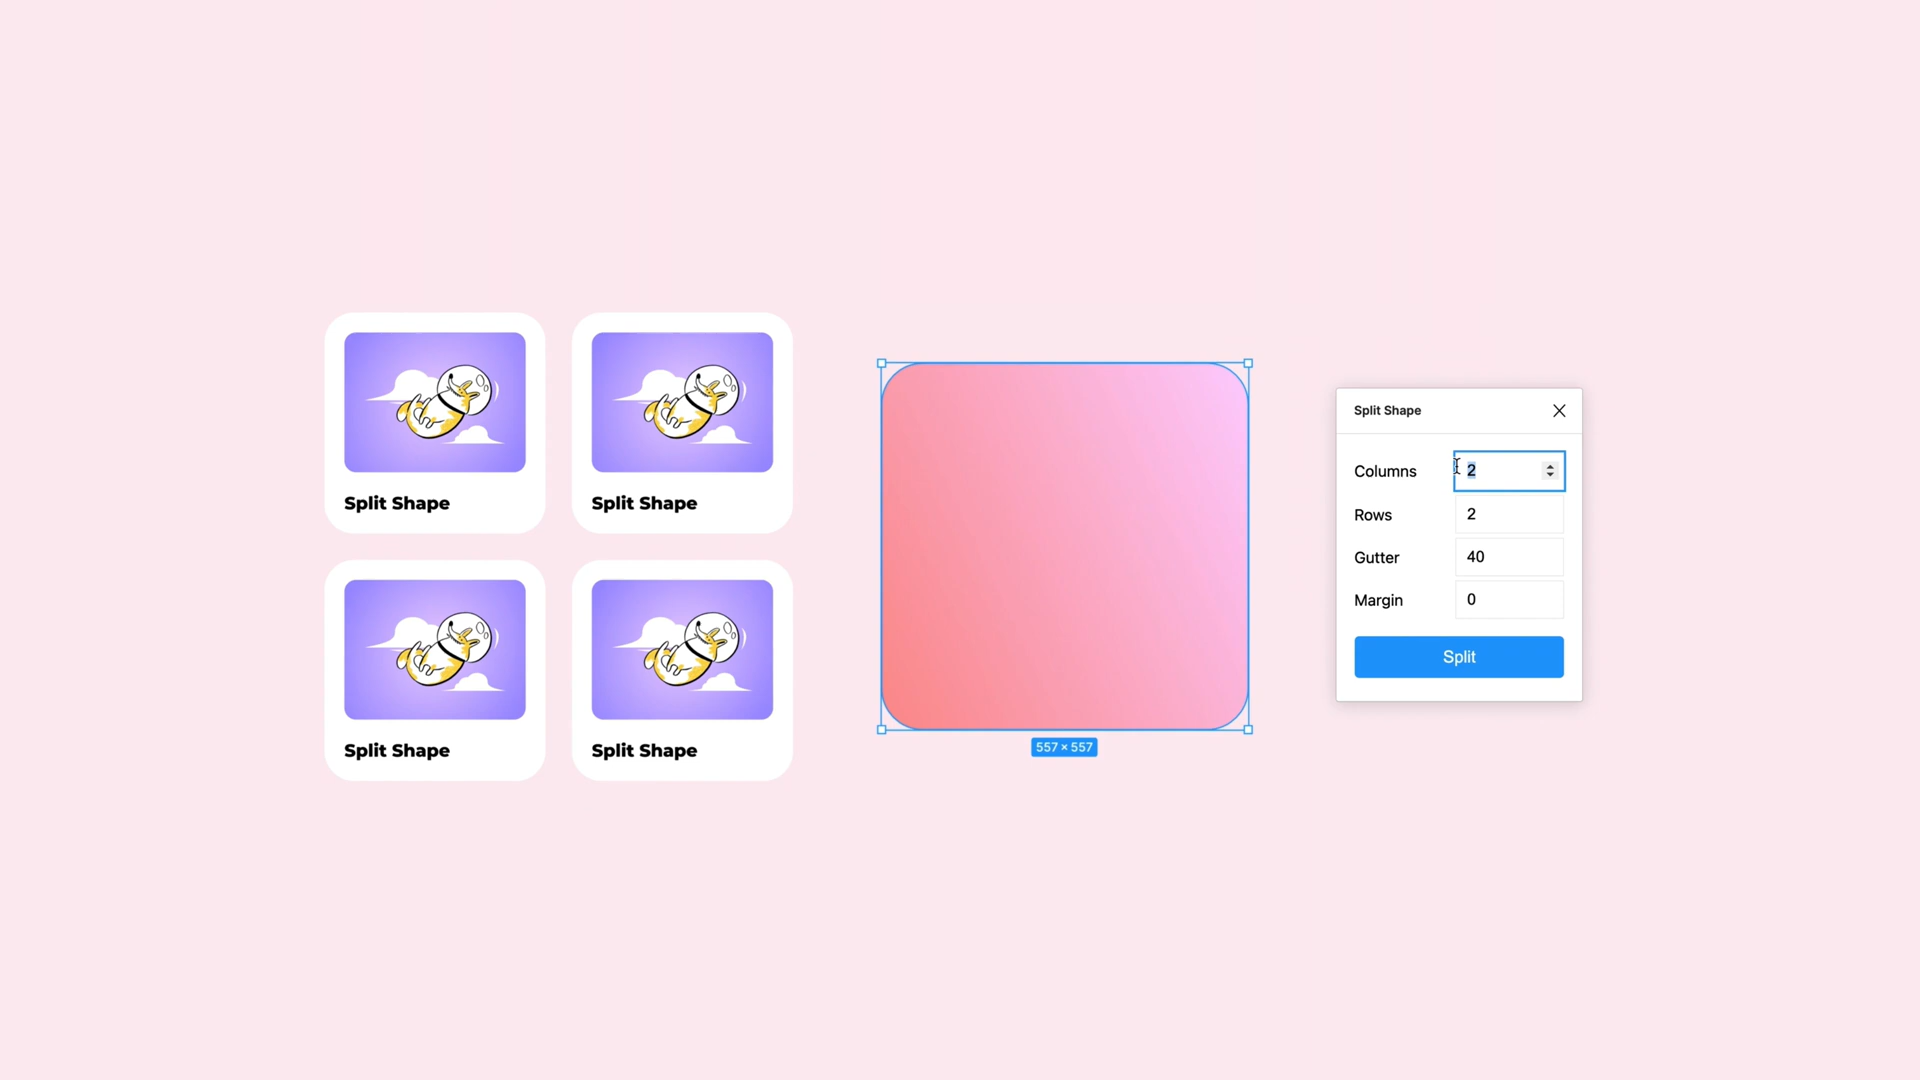 Split Shape
Split Shape
Split Shape
Split Shape
557 × 557
Split Shape
Columns 2
Rows 2
Gutter 40
Margin 0
Split